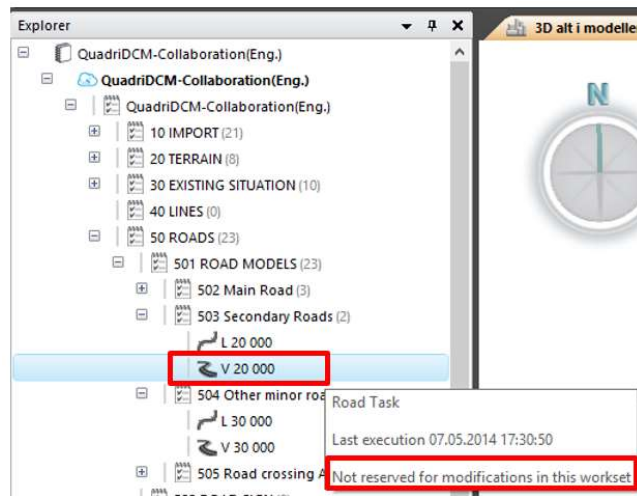 Explorer
3D alt i modelle
QuadriDCM-Collaboration(Eng.)
QuadriDCM-Collaboration(Eng.)
N
QuadriDCM-Collaboration(Eng.)
10 IMPORT (21)
20 TERRAIN (8)
30 EXISTING SITUATION (10)
40 LINES (0)
50 ROADS (23)
501 ROAD MODELS (23)
502 Main Road (3)
503 Secondary Roads (2)
L 20 000
V 20 000
504 Other minor roa
Road Task
L 30 000
Last execution 07.05.2014 17:30:50
V 30 000
505 Road crossing A
Not reserved for modifications in this workset